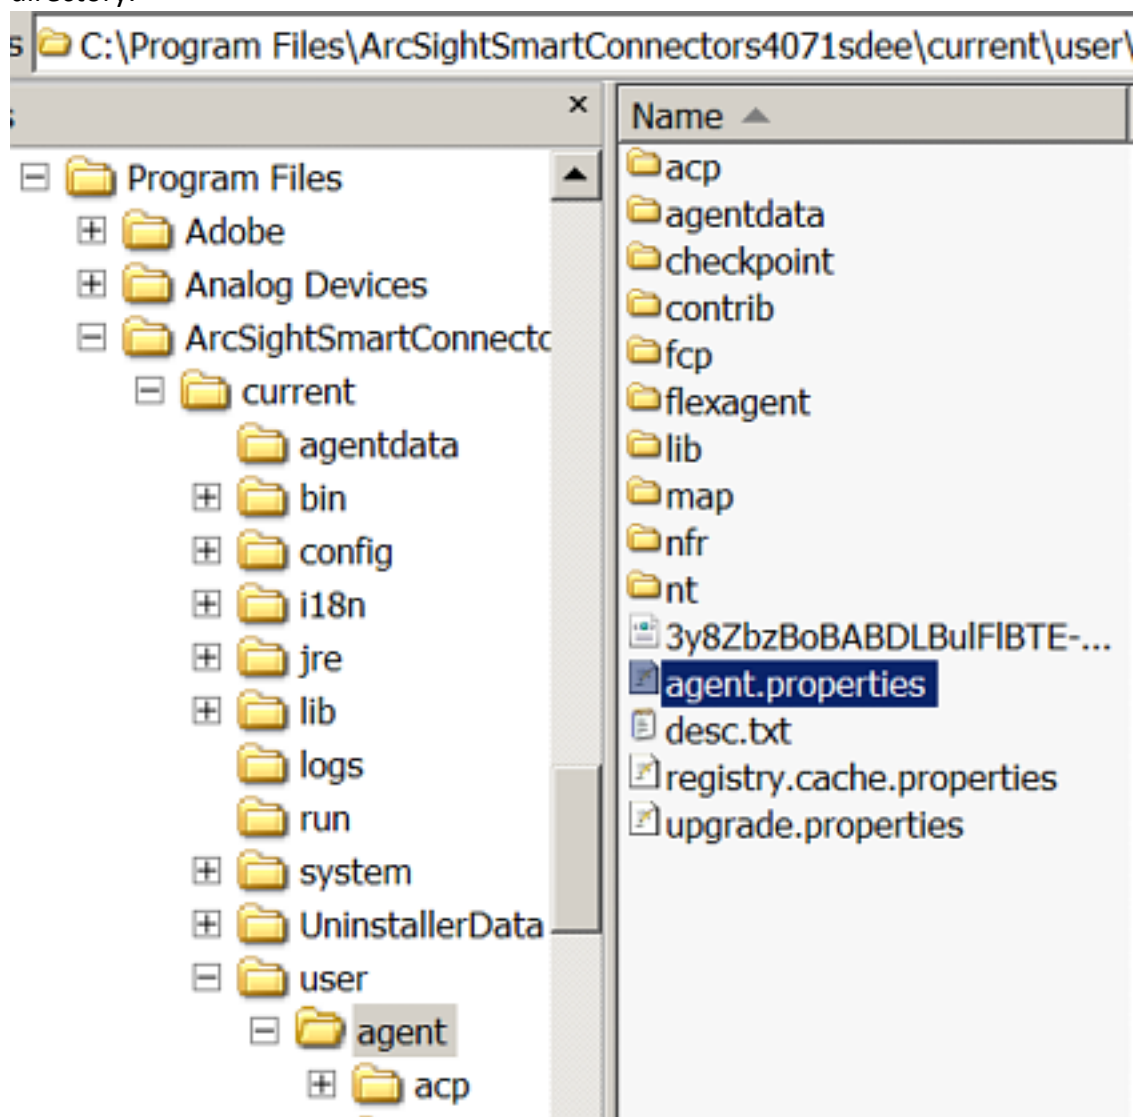 directory.
s C:\Program Files\ArcSightSmartConnectors4071sdee\current\user\
s
Program Files
Adobe
Analog Devices
ArcSightSmartConnectc
current
agentdata
bin
config
i18n
jre
lib
logs
run
system
UninstallerData
user
agent
acp
Name
acp
agentdata
checkpoint
contrib
fcp
flexagent
lib
map
nfr
nt
3y8ZbzBoBABDLBulFlBTE-...
agent.properties
desc.txt
registry.cache.properties
upgrade.properties